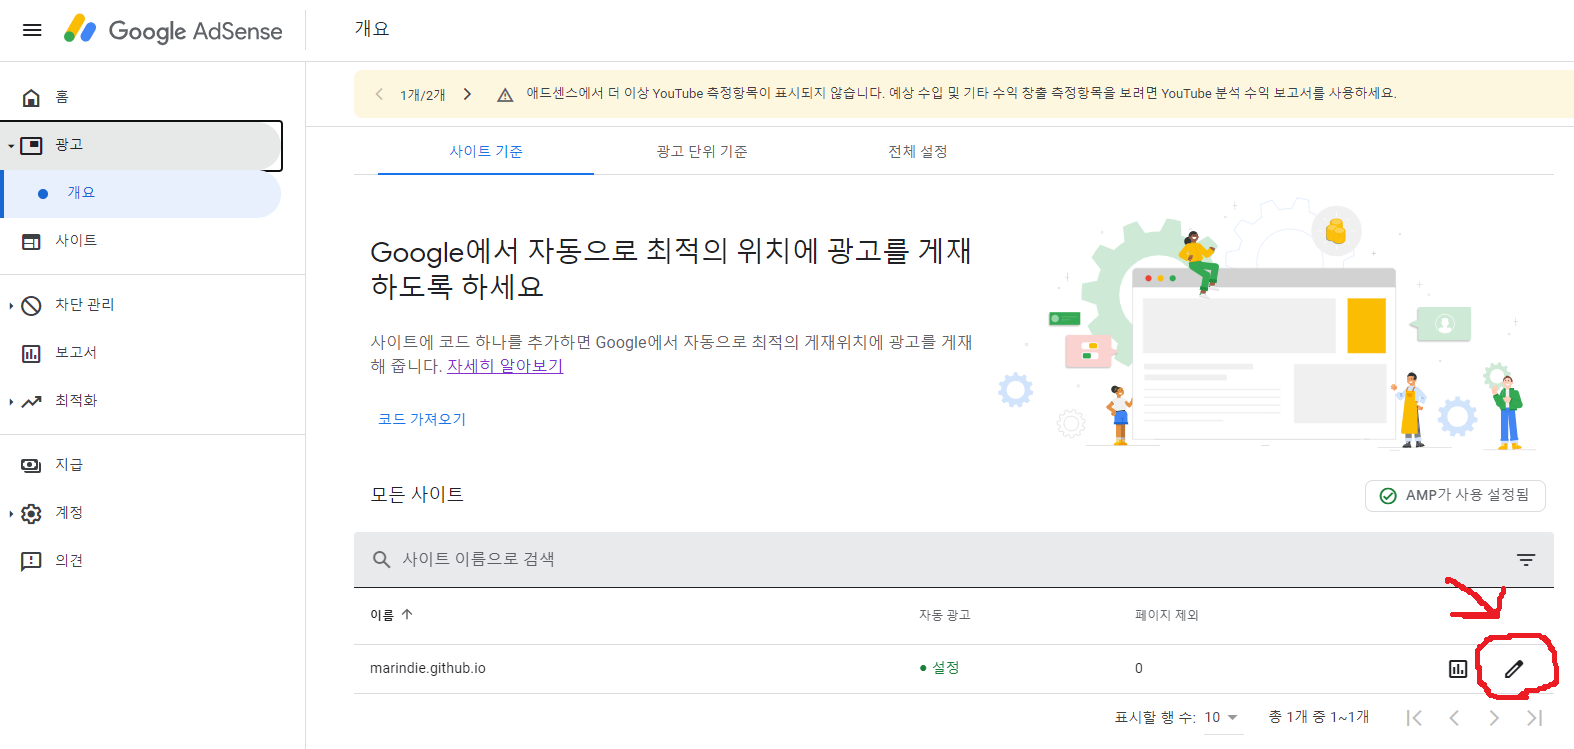 Google AdSense
개요
홈
광고
개요
사이트
차단 관리
보고서
최적화
지급
계정
의견
1개/2개
애드센스에서 더 이상 YouTube 측정항목이 표시되지 않습니다. 예상 수입 및 기타 수익 창출 측정항목을 보려면 YouTube 분석 수익 보고서를 사용하세요.
사이트 기준 광고 단위 기준 전체 설정
Google에서 자동으로 최적의 위치에 광고를 게재
하도록 하세요
사이트에 코드 하나를 추가하면 Google에서 자동으로 최적의 게재위치에 광고를 게재
해 줍니다. 자세히 알아보기
코드 가져오기
모든 사이트
AMP가 사용 설정됨
사이트 이름으로 검색
이름 자동 광고 페이지 제외
marindie.github.io 설정 0
표시할 행 수: 10 총 1개 중 1~1개